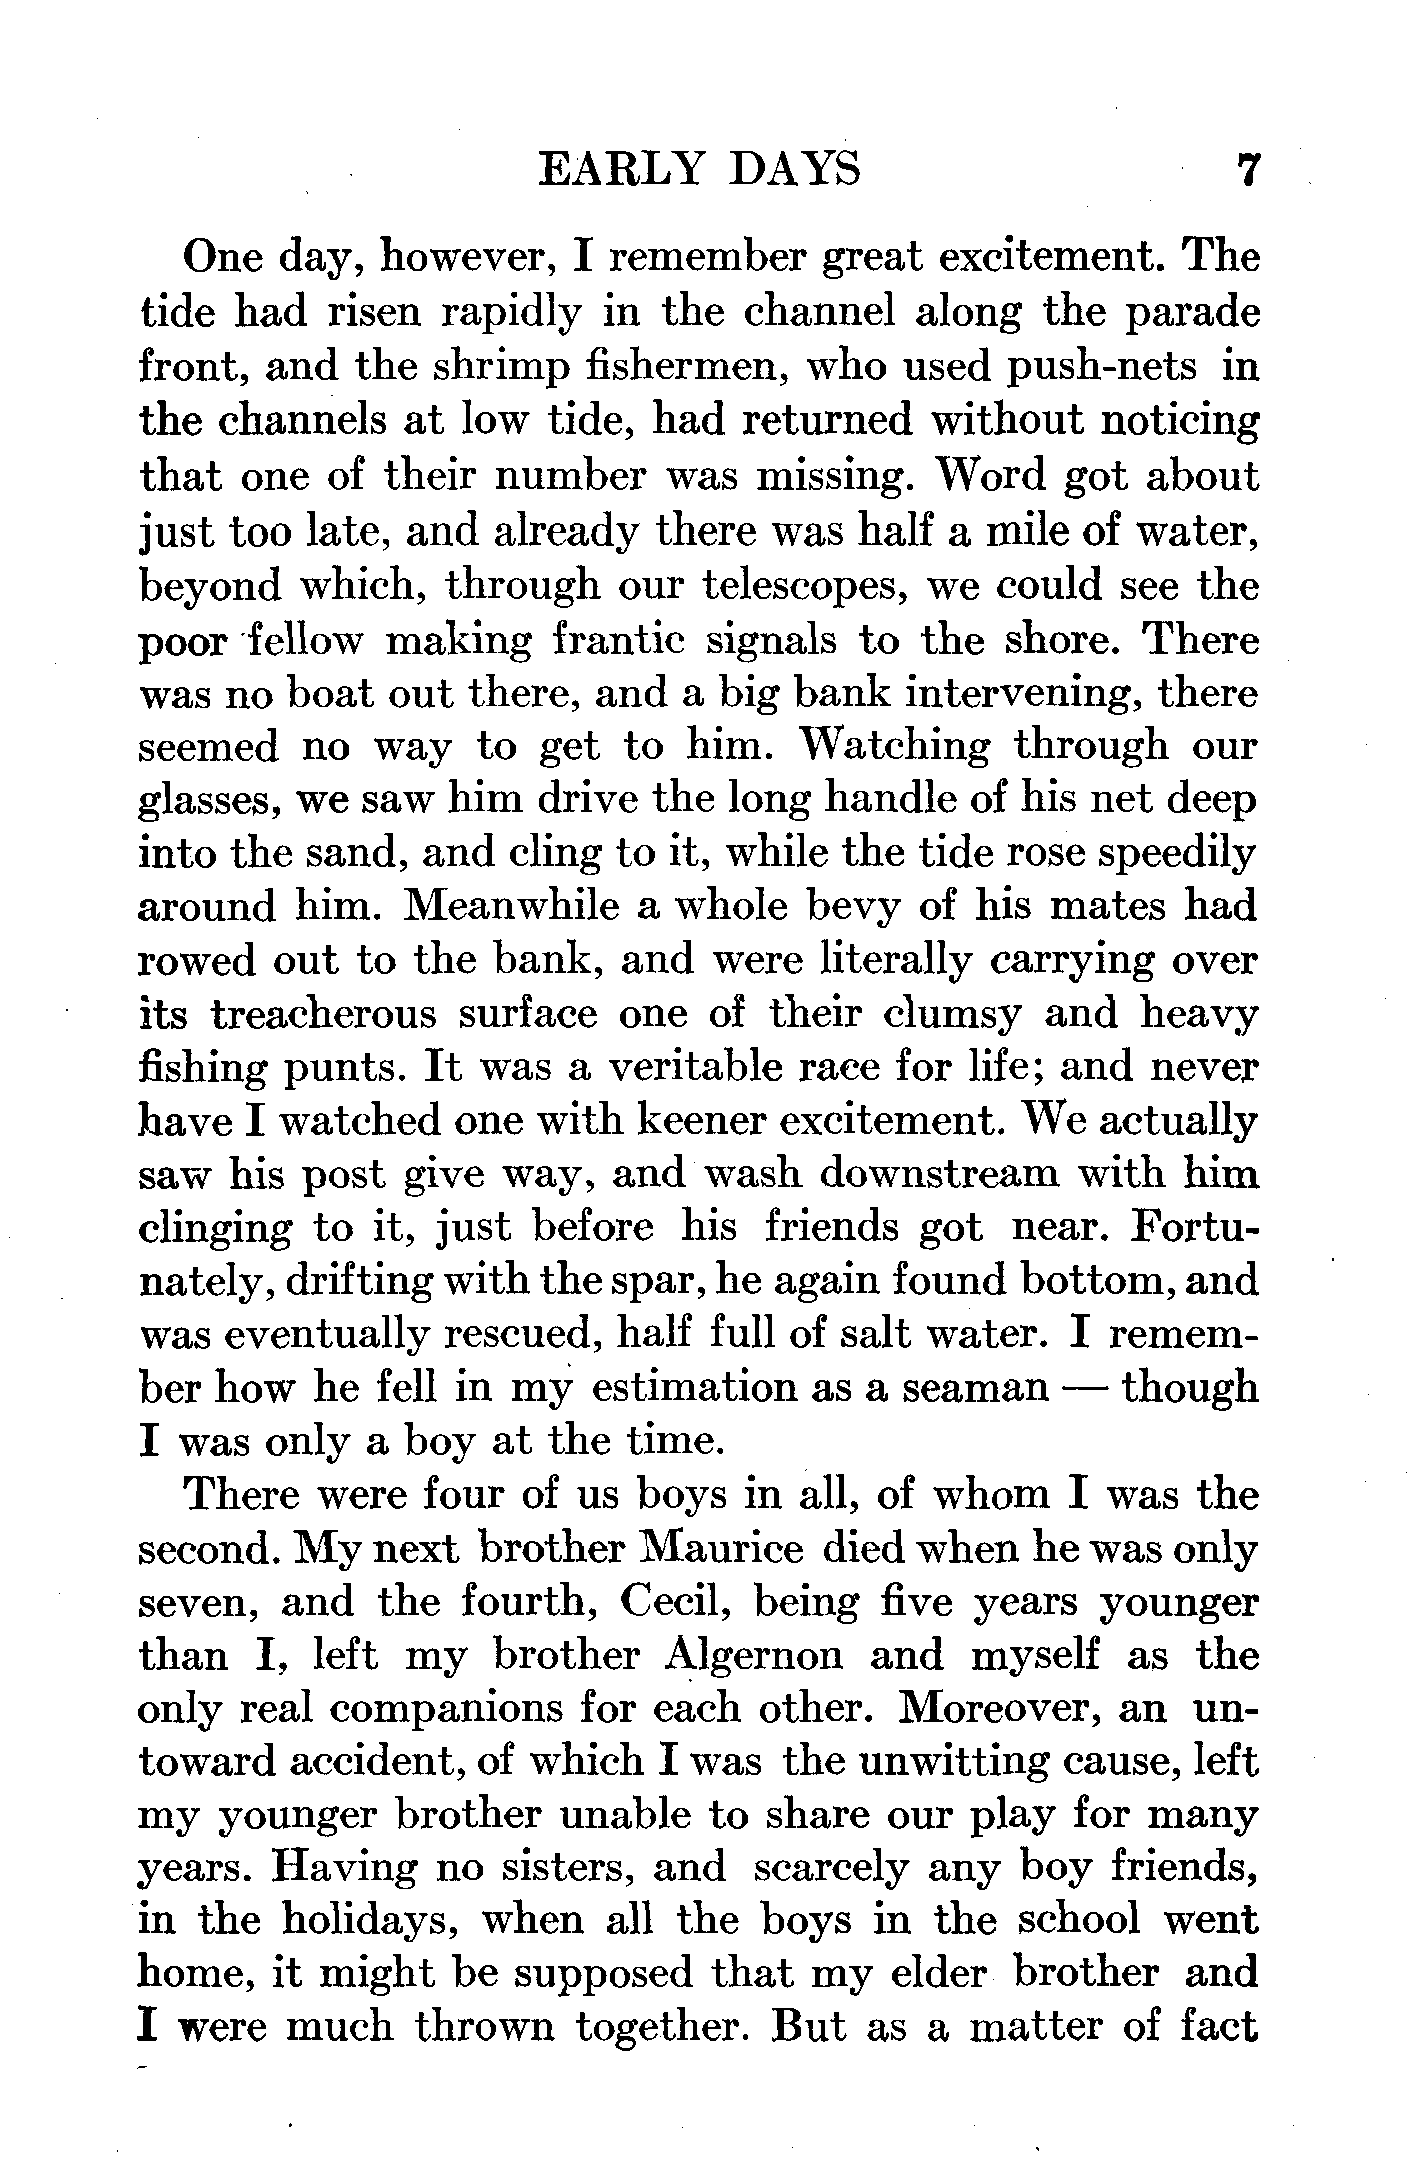 EARLY DAYS 7
One day, however, I remember great excitement. The
tide had risen rapidly in the channel along the parade
front, and the shrimp fishermen, who used push-nets in
the channels at low tide, had returned without noticing
that one of their number was missing. Word got about
just too late, and already there was half a mile of water,
beyond which, through our telescopes, we could see the
poor fellow making frantic signals to the shore. There
was no boat out there, and a big bank intervening, there
seemed no way to get to him. Watching through our
glasses, we saw him drive the long handle of his net deep
into the sand, and cling to it, while the tide rose speedily
around him. Meanwhile a whole bevy of his mates had
rowed out to the bank, and were literally carrying over
its treacherous surface one of their clumsy and heavy
fishing punts. It was a veritable race for life; and never
have I watched one with keener excitement. We actually
saw his post give way, and wash downstream with him
clinging to it, just before his friends got near. Fortu-
nately, drifting with the spar, he again found bottom, and
was eventually rescued, half full of salt water. I remem-
ber how he fell in my estimation as a seaman — though
I was only a boy at the time.
There were four of us boys in all, of whom I was the
second. My next brother Maurice died when he was only
seven, and the fourth, Cecil, being five years younger
than I, left my brother Algernon and myself as the
only real companions for each other. Moreover, an un-
toward accident, of which I was the unwitting cause, left
my younger brother unable to share our play for many
years. Having no sisters, and scarcely any boy friends,
in the holidays, when all the boys in the school went
home, it might be supposed that my elder brother and
I were much thrown together. But as a matter of fact